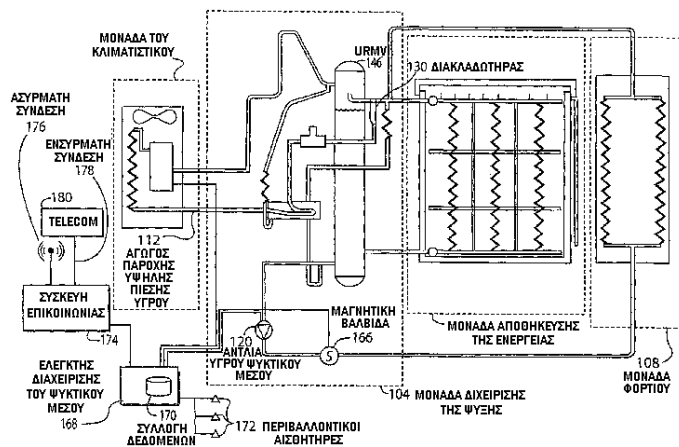 ΜΟΝΑΔΑ ΤΟΥ
ΚΛΙΜΑΤΙΣΤΙΚΟΥ
URMV
146
130 ΔΙΑΚΛΑΔΩΤΗΡΑΣ
ΑΣΥΡΜΑΤΗ
ΣΥΝΔΕΣΗ
176
ΕΝΣΥΡΜΑΤΗ
ΣΥΝΔΕΣΗ
178
180
TELECOM
112
ΑΓΩΓΟΣ
ΠΑΡΟΧΗΣ
ΥΨΗΛΗΣ
ΠΙΕΣΗΣ
ΥΓΡΟΥ
ΣΥΣΚΕΥΗ
ΕΠΙΚΟΙΝΩΝΙΑΣ
174
120
ΑΝΤΛΙΑ
ΥΓΡΟΥ ΨΥΚΤΙΚΟΥ
ΜΕΣΟΥ
ΜΑΓΝΗΤΙΚΗ
ΒΑΛΒΙΔΑ
166
S
ΜΟΝΑΔΑ ΑΠΟΘΗΚΕΥΣΗΣ
ΤΗΣ ΕΝΕΡΓΕΙΑΣ
108
ΜΟΝΑΔΑ
ΦΟΡΤΙΟΥ
ΕΛΕΓΚΤΗΣ
ΔΙΑΧΕΙΡΙΣΗΣ
ΤΟΥ ΨΥΚΤΙΚΟΥ
ΜΕΣΟΥ
168
170
ΣΥΛΛΟΓΗ
ΔΕΔΟΜΕΝΩΝ
172 ΠΕΡΙΒΑΛΛΟΝΤΙΚΟΙ
ΑΙΣΘΗΤΗΡΕΣ
104 ΜΟΝΑΔΑ ΔΙΧΕΙΡΙΣΗΣ
ΤΗΣ ΨΥΞΗΣ